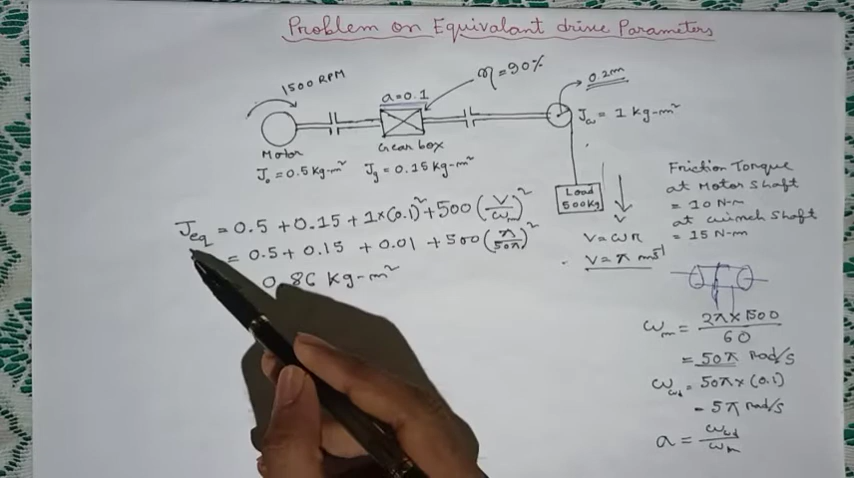 Problem on Equivalant drive Parameters
1500 RPM
a=0.1
η=90%
0.2m
Jω = 1 kg-m²
Motor
Gear box
J₀ = 0.5 Kg-m²
Jg = 0.15 Kg-m²
Load
500Kg
V
V=ωR
V=π ms⁻¹
Friction Torque
at Motor shaft
= 10 N-m
at winch shaft
= 15 N-m
Jeq = 0.5 + 0.15 + 1×(0.1)² + 500 (V/ωm)²
= 0.5 + 0.15 + 0.01 + 500 (π/50π)²
0.86 kg-m²
ωm = 2π×1500/60
= 50π Rad/s
ωωd = 50π×(0.1)
= 5π rad/s
a = ωωd/ωm